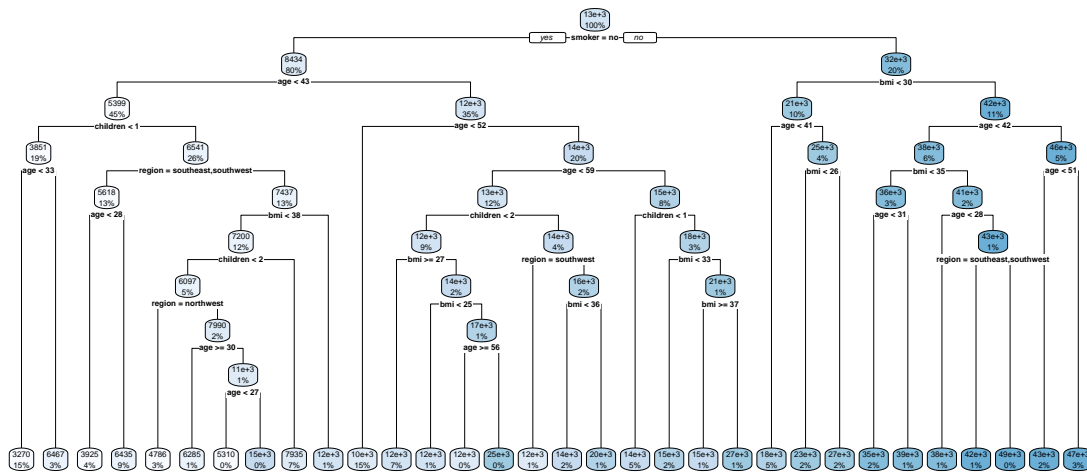 13e+3
100%
yes smoker = no no
8434
80%
age < 43
32e+3
20%
bmi < 30
5399
45%
children < 1
12e+3
35%
age < 52
21e+3
10%
age < 41
42e+3
11%
age < 42
3851
19%
age < 33
6541
26%
region = southeast,southwest
14e+3
20%
age < 59
25e+3
4%
bmi < 26
38e+3
6%
bmi < 35
46e+3
5%
age < 51
5618
13%
age < 28
7437
13%
bmi < 38
13e+3
12%
children < 2
15e+3
8%
children < 1
36e+3
3%
age < 31
41e+3
2%
age < 28
7200
12%
children < 2
12e+3
9%
bmi >= 27
14e+3
4%
region = southwest
18e+3
3%
bmi < 33
43e+3
1%
region = southeast,southwest
6097
5%
region = northwest
14e+3
2%
bmi < 25
16e+3
2%
bmi < 36
21e+3
1%
bmi >= 37
7990
2%
age >= 30
17e+3
1%
age >= 56
11e+3
1%
age < 27
3270 6467 3925 6435 4786 6285 5310 15e+3 7935 12e+3 10e+3 12e+3 12e+3 12e+3 25e+3 12e+3 14e+3 20e+3 14e+3 15e+3 15e+3 27e+3 18e+3 23e+3 27e+3 35e+3 39e+3 38e+3 42e+3 49e+3 43e+3 47e+3
15% 3% 4% 9% 3% 1% 0% 0% 7% 1% 15% 7% 1% 0% 0% 1% 2% 1% 5% 2% 1% 1% 5% 2% 2% 2% 1% 1% 1% 0% 2% 2%